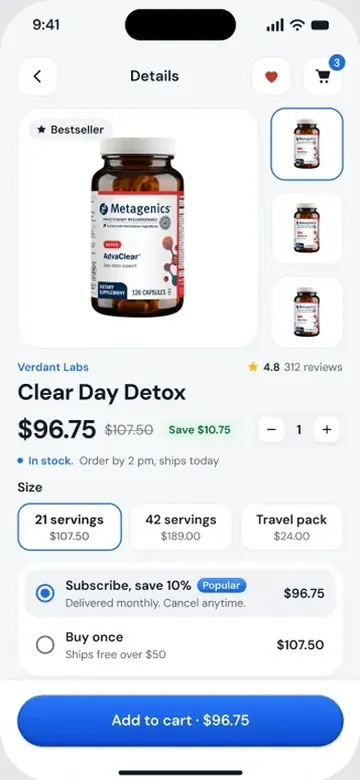 9:41
Details
3
Bestseller
Metagenics
AdvaClear
DIETARY SUPPLEMENT
126 CAPSULES
Verdant Labs
4.8 312 reviews
Clear Day Detox
$96.75 $107.50 Save $10.75
− 1 +
In stock. Order by 2 pm, ships today
Size
21 servings
$107.50
42 servings
$189.00
Travel pack
$24.00
Subscribe, save 10% Popular
$96.75
Delivered monthly. Cancel anytime.
Buy once
$107.50
Ships free over $50
Add to cart · $96.75